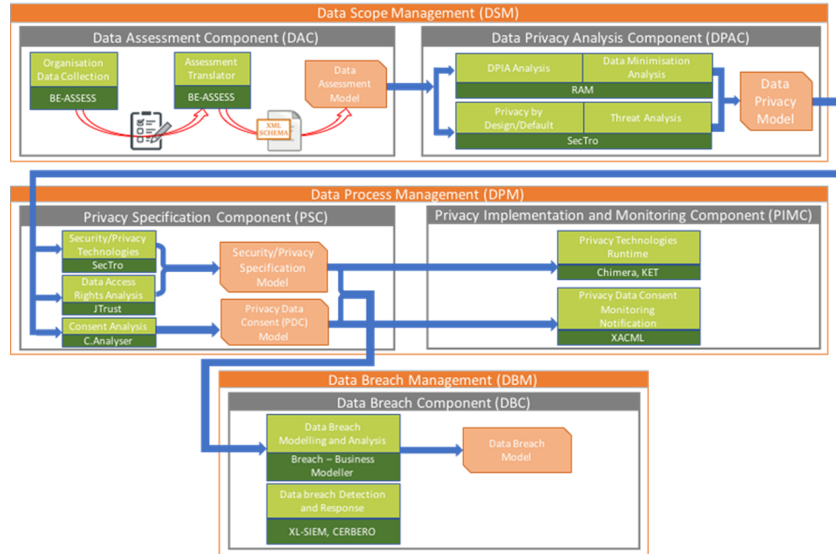 Data Scope Management (DSM)
Data Assessment Component (DAC)
Organisation
Data Collection
BE-ASSESS
Assessment
Translator
BE-ASSESS
Data
Assessment
Model
XML
SCHEMA
Data Privacy Analysis Component (DPAC)
DPIA Analysis
Data Minimisation
Analysis
RAM
Privacy by
Design/Default
Threat Analysis
SecTro
Data
Privacy
Model
Data Process Management (DPM)
Privacy Specification Component (PSC)
Security/Privacy
Technologies
SecTro
Data Access
Rights Analysis
JTrust
Consent Analysis
C.Analyser
Security/Privacy
Specification
Model
Privacy Data
Consent (PDC)
Model
Privacy Implementation and Monitoring Component (PIMC)
Privacy Technologies
Runtime
Chimera, KET
Privacy Data Consent
Monitoring
Notification
XACML
Data Breach Management (DBM)
Data Breach Component (DBC)
Data Breach
Modelling and Analysis
Breach – Business
Modeller
Data Breach
Model
Data breach Detection
and Response
XL-SIEM, CERBERO